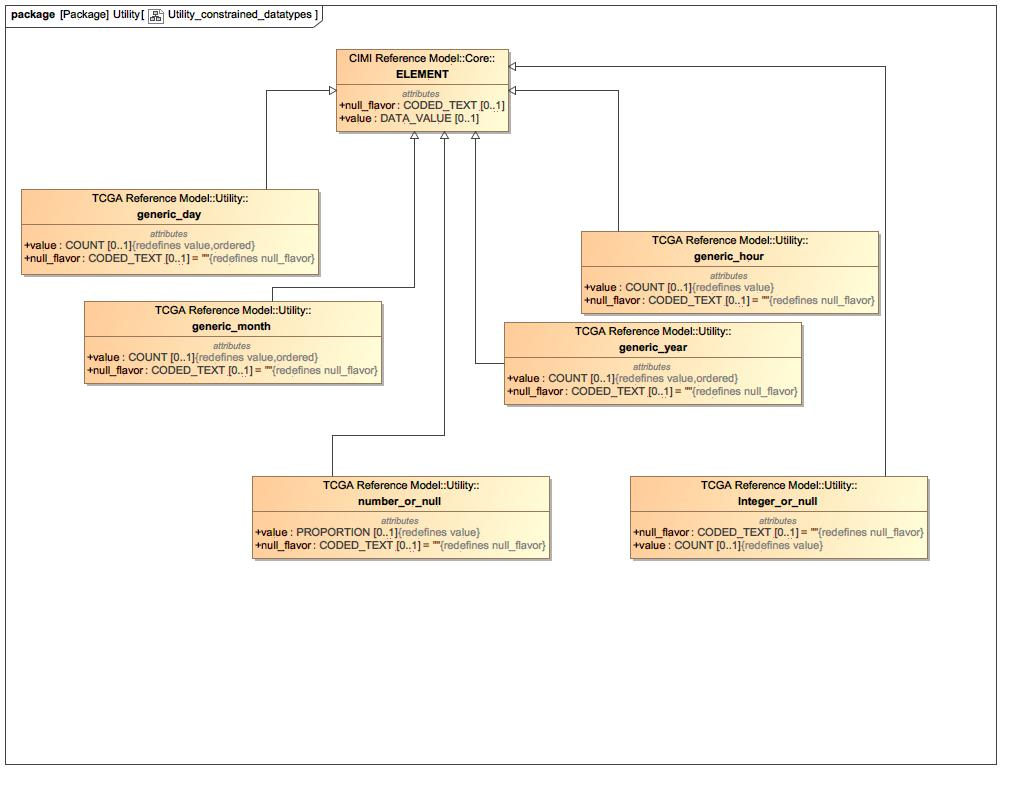 package [Package] Utility[ Utility_constrained_datatypes ]
CIMI Reference Model::Core::
ELEMENT
attributes
+null_flavor : CODED_TEXT [0..1]
+value : DATA_VALUE [0..1]
TCGA Reference Model::Utility::
generic_day
attributes
+value : COUNT [0..1]{redefines value,ordered}
+null_flavor : CODED_TEXT [0..1] = ""{redefines null_flavor}
TCGA Reference Model::Utility::
generic_hour
attributes
+value : COUNT [0..1]{redefines value}
+null_flavor : CODED_TEXT [0..1] = ""{redefines null_flavor}
TCGA Reference Model::Utility::
generic_month
attributes
+value : COUNT [0..1]{redefines value,ordered}
+null_flavor : CODED_TEXT [0..1] = ""{redefines null_flavor}
TCGA Reference Model::Utility::
generic_year
attributes
+value : COUNT [0..1]{redefines value,ordered}
+null_flavor : CODED_TEXT [0..1] = ""{redefines null_flavor}
TCGA Reference Model::Utility::
number_or_null
attributes
+value : PROPORTION [0..1]{redefines value}
+null_flavor : CODED_TEXT [0..1] = ""{redefines null_flavor}
TCGA Reference Model::Utility::
Integer_or_null
attributes
+null_flavor : CODED_TEXT [0..1] = ""{redefines null_flavor}
+value : COUNT [0..1]{redefines value}